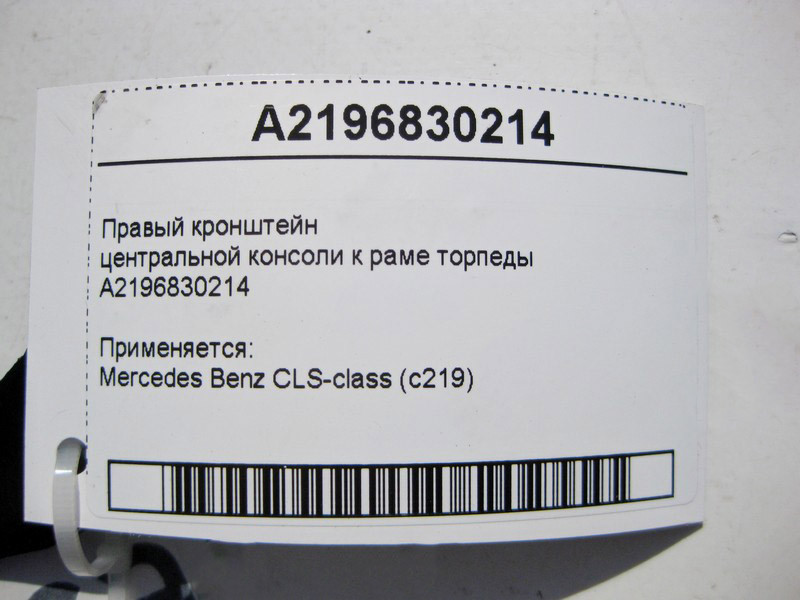 A2196830214
Правый кронштейн
центральной консоли к раме торпеды
A2196830214
Применяется:
Mercedes Benz CLS-class (c219)